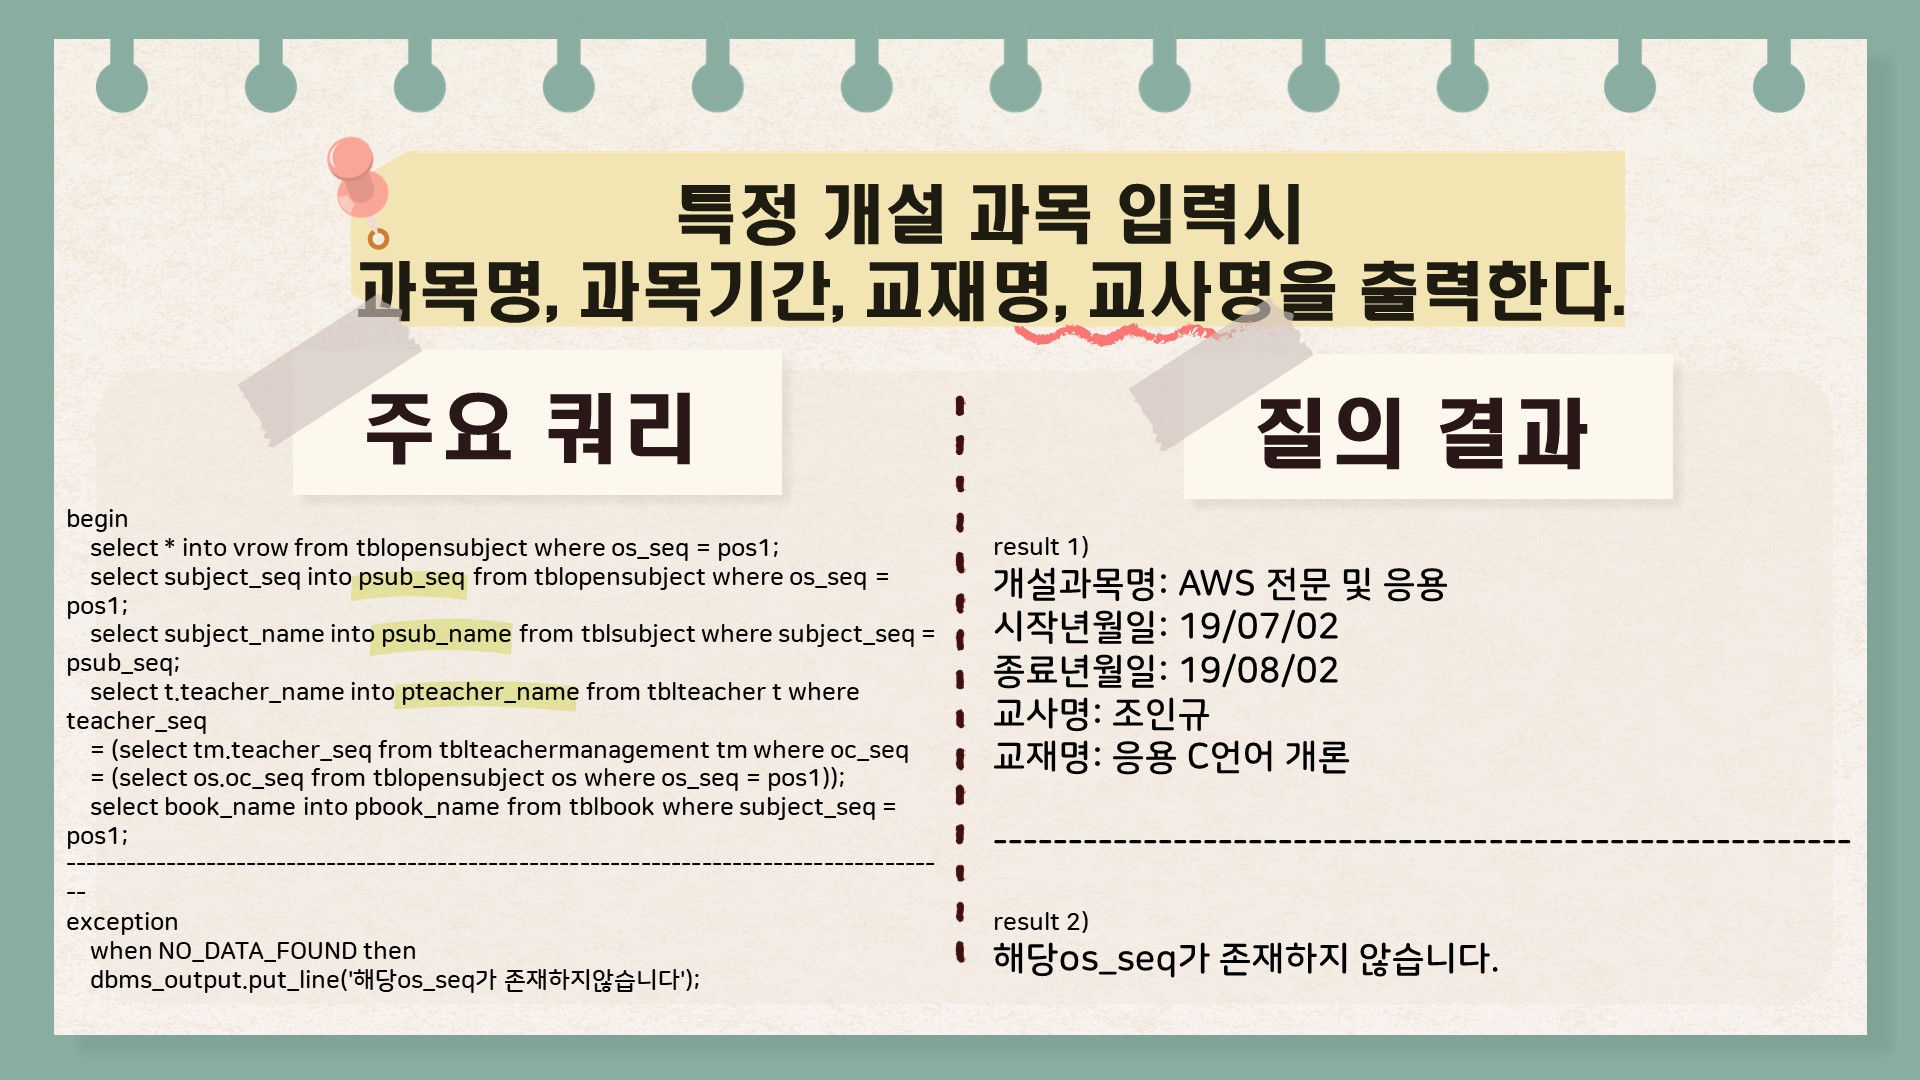 특정 개설 과목 입력시
과목명, 과목기간, 교재명, 교사명을 출력한다.
주요 쿼리
begin
select * into vrow from tblopensubject where os_seq = pos1;
select subject_seq into psub_seq from tblopensubject where os_seq =
pos1;
select subject_name into psub_name from tblsubject where subject_seq =
psub_seq;
select t.teacher_name into pteacher_name from tblteacher t where
teacher_seq
= (select tm.teacher_seq from tblteachermanagement tm where oc_seq
= (select os.oc_seq from tblopensubject os where os_seq = pos1));
select book_name into pbook_name from tblbook where subject_seq =
pos1;
---------------------------------------------------------------------------------------
--
exception
when NO_DATA_FOUND then
dbms_output.put_line('해당os_seq가 존재하지않습니다');
질의 결과
result 1)
개설과목명: AWS 전문 및 응용
시작년월일: 19/07/02
종료년월일: 19/08/02
교사명: 조인규
교재명: 응용 C언어 개론
---------------------------------------------------------
result 2)
해당os_seq가 존재하지 않습니다.